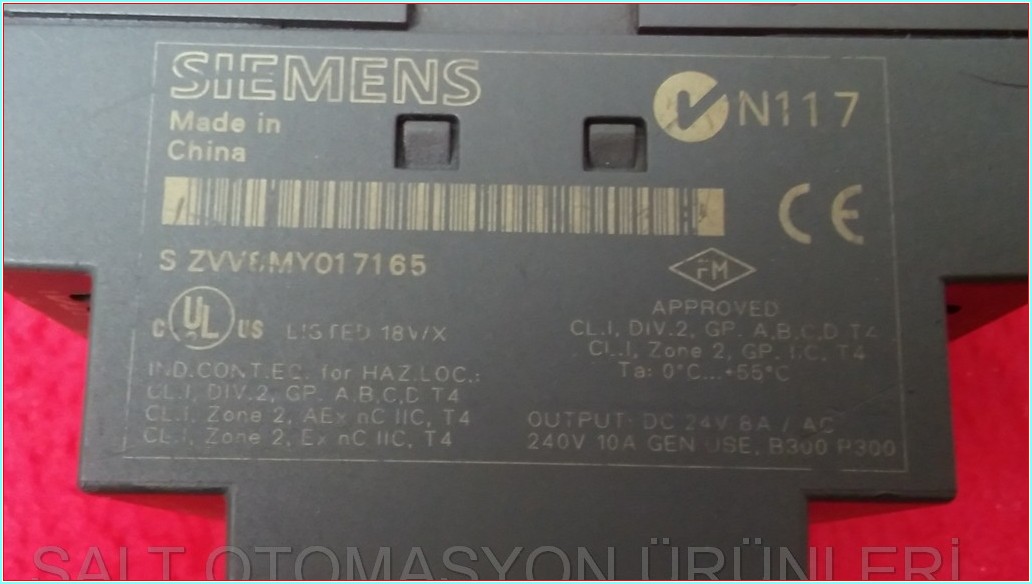 SIEMENS
Made in
China
N117
CE
S ZVV8MY017165
C UL US LISTED 18W/X
IND.CONT.EQ. for HAZ.LOC.:
CL.I, DIV.2, GP. A,B,C,D T4
CL.I, Zone 2, AEx nC IIC, T4
CL.I, Zone 2, Ex nC IIC, T4
FM
APPROVED
CL.I, DIV.2, GP. A,B,C,D T4
CL.I, Zone 2, GP. IIC, T4
Ta: 0°C...+55°C
OUTPUT: DC 24V 8A / AC
240V 10A GEN USE, B300 R300
SALT OTOMASYON ÜRÜNLERİ